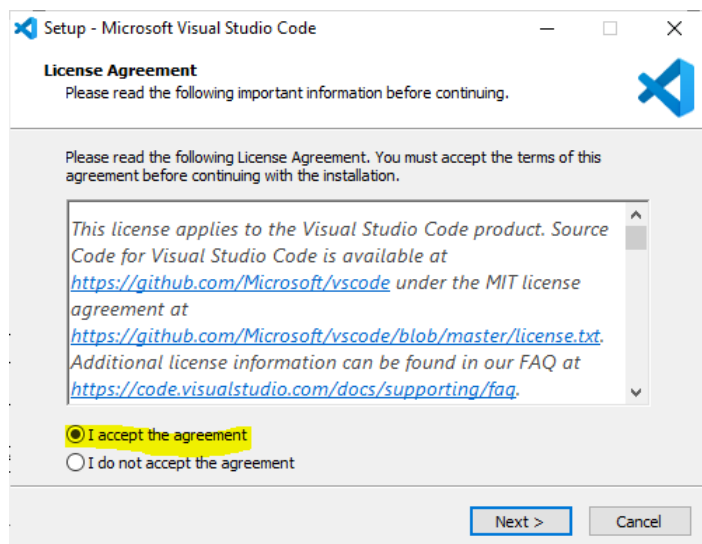 Setup - Microsoft Visual Studio Code
License Agreement
Please read the following important information before continuing.
Please read the following License Agreement. You must accept the terms of this
agreement before continuing with the installation.
This license applies to the Visual Studio Code product. Source
Code for Visual Studio Code is available at
https://github.com/Microsoft/vscode under the MIT license
agreement at
https://github.com/Microsoft/vscode/blob/master/license.txt.
Additional license information can be found in our FAQ at
https://code.visualstudio.com/docs/supporting/faq.
I accept the agreement
I do not accept the agreement
Next >
Cancel